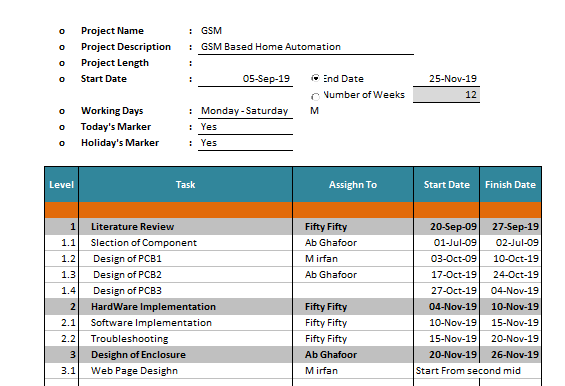 o Project Name : GSM
o Project Description : GSM Based Home Automation
o Project Length :
o Start Date : 05-Sep-19 End Date 25-Nov-19
Number of Weeks 12
o Working Days : Monday - Saturday M
o Today's Marker : Yes
o Holiday's Marker : Yes
Level Task Assighn To Start Date Finish Date
1 Literature Review Fifty Fifty 20-Sep-09 27-Sep-19
1.1 Slection of Component Ab Ghafoor 01-Jul-09 02-Jul-09
1.2 Design of PCB1 M irfan 03-Oct-09 10-Oct-19
1.3 Design of PCB2 Ab Ghafoor 17-Oct-19 24-Oct-19
1.4 Design of PCB3 27-Oct-19 04-Nov-19
2 HardWare Implementation Fifty Fifty 04-Nov-19 10-Nov-19
2.1 Software Implementation Fifty Fifty 10-Nov-19 15-Nov-19
2.2 Troubleshooting Fifty Fifty 15-Nov-19 20-Nov-19
3 Desighn of Enclosure Ab Ghafoor 20-Nov-19 26-Nov-19
3.1 Web Page Desighn M irfan Start From second mid